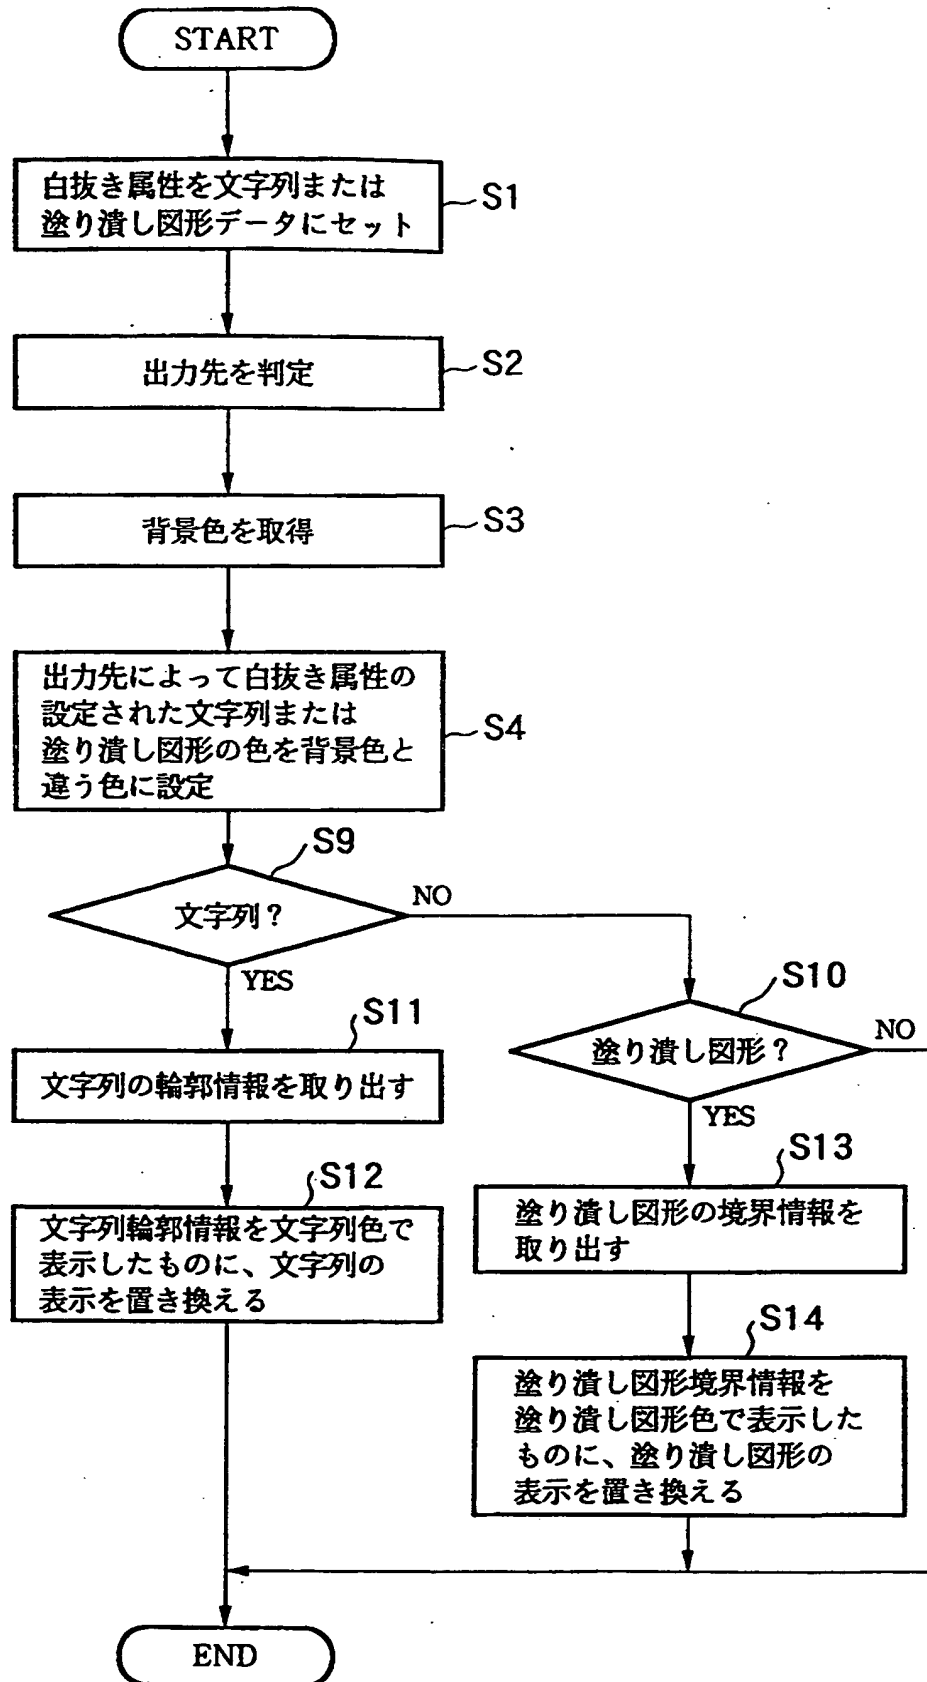 START
白抜き属性を文字列または
塗り潰し図形データにセット
S1
出力先を判定
S2
背景色を取得
S3
出力先によって白抜き属性の
設定された文字列または
塗り潰し図形の色を背景色と
違う色に設定
S4
S9
文字列?
NO
YES
S10
塗り潰し図形?
NO
YES
S11
文字列の輪郭情報を取り出す
S12
文字列輪郭情報を文字列色で
表示したものに、文字列の
表示を置き換える
S13
塗り潰し図形の境界情報を
取り出す
S14
塗り潰し図形境界情報を
塗り潰し図形色で表示した
ものに、塗り潰し図形の
表示を置き換える
END